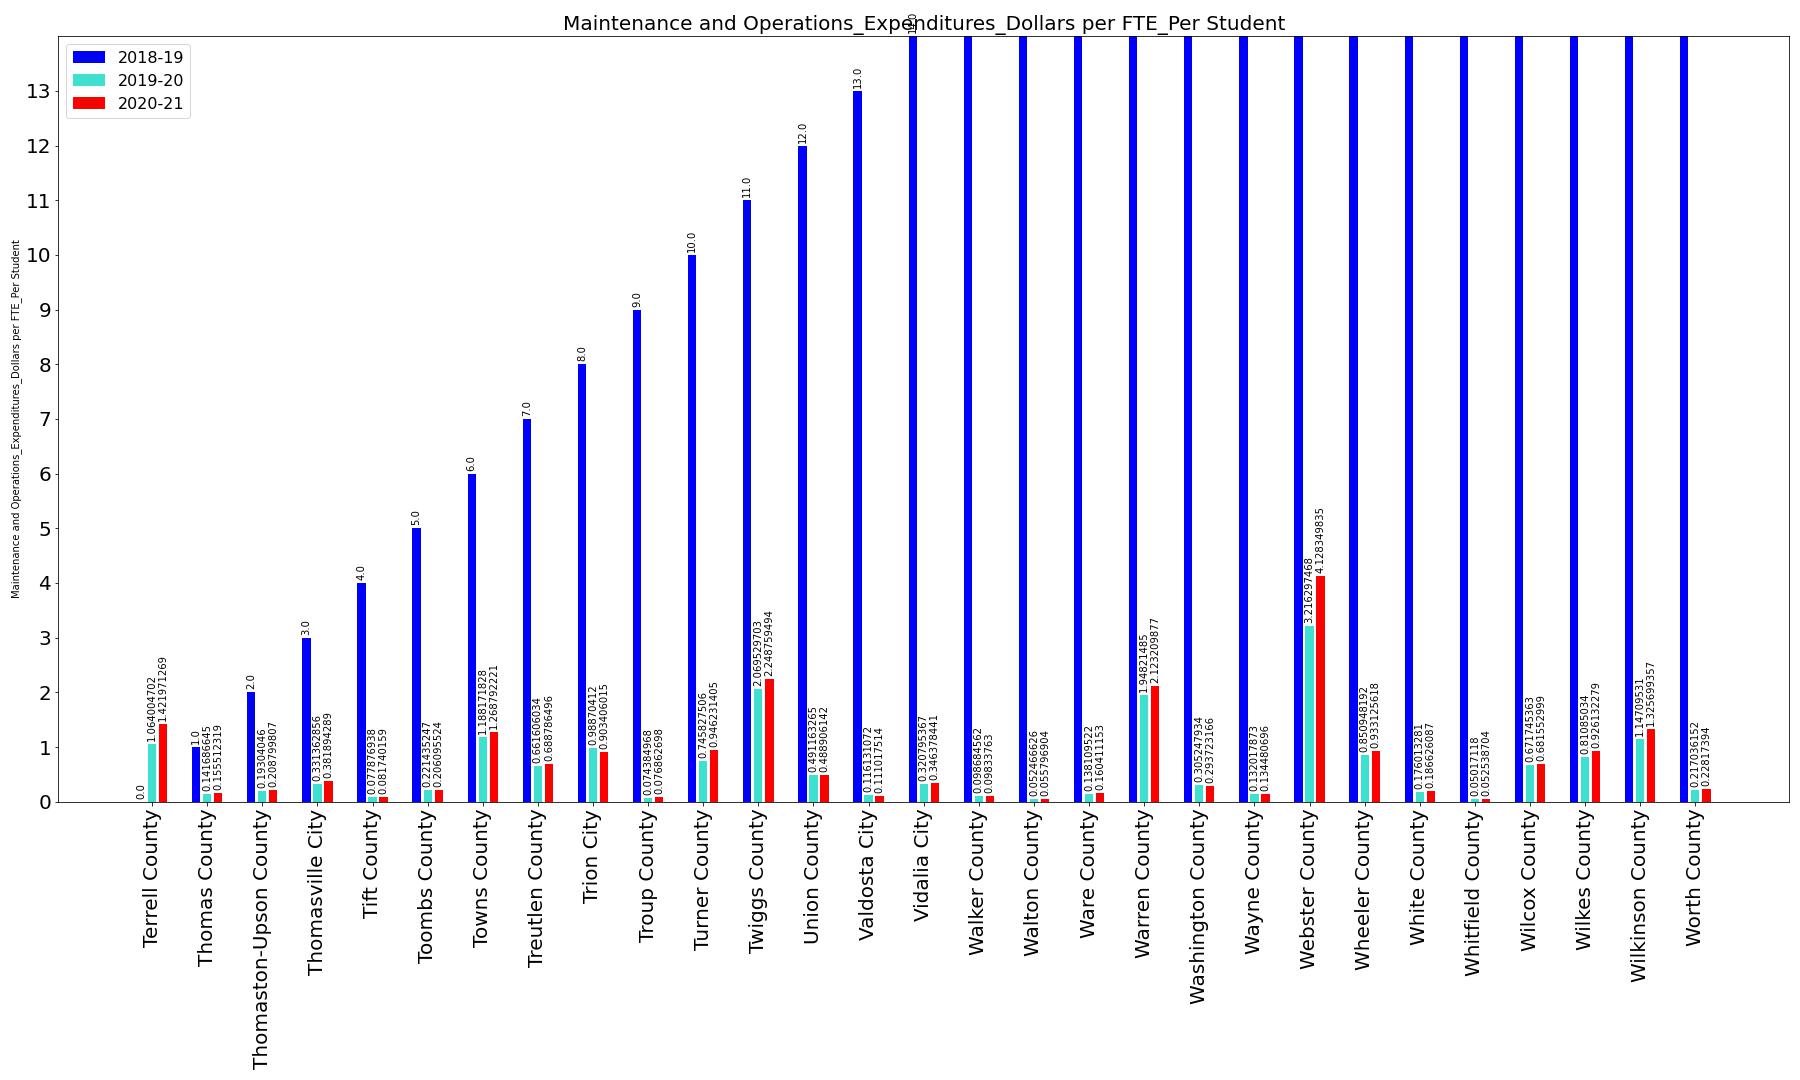 Maintenance and Operations_Expenditures_Dollars per FTE_Per Student
2018-19
2019-20
2020-21
Maintenance and Operations_Expenditures_Dollars per FTE_Per Student
13
12
11
10
9
8
7
6
5
4
3
2
1
0
0.0
1.064004702
1.421971269
1.0
0.141686645
0.155512319
2.0
0.19304046
0.208799807
3.0
0.331362856
0.381894289
4.0
0.077876938
0.081740159
5.0
0.221435247
0.206095524
6.0
1.188171828
1.268792221
7.0
0.661606034
0.688786496
8.0
0.98870412
0.903406015
9.0
0.074384968
0.076862698
10.0
0.745827506
0.946231405
11.0
2.069529703
2.248759494
12.0
0.491163265
0.488906142
13.0
0.116131072
0.111017514
0.320795367
0.346378441
0.098684562
0.09833763
0.052466626
0.055796904
0.138109522
0.160411153
1.94821485
2.123209877
0.305247934
0.293723166
0.132017873
0.134480696
3.216297468
4.128349835
0.850948192
0.933125618
0.176013281
0.186626087
0.05017118
0.052538704
0.671745363
0.681552999
0.81085034
0.926132279
1.14709531
1.325699357
0.217036152
0.22817394
Terrell County
Thomas County
Thomaston-Upson County
Thomasville City
Tift County
Toombs County
Towns County
Treutlen County
Trion City
Troup County
Turner County
Twiggs County
Union County
Valdosta City
Vidalia City
Walker County
Walton County
Ware County
Warren County
Washington County
Wayne County
Webster County
Wheeler County
White County
Whitfield County
Wilcox County
Wilkes County
Wilkinson County
Worth County